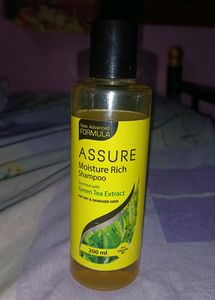 New Advanced
FORMULA
ASSURE
Moisture Rich
Shampoo
Enriched with
Green Tea Extract
FOR DRY & DAMAGED HAIR
200 ml